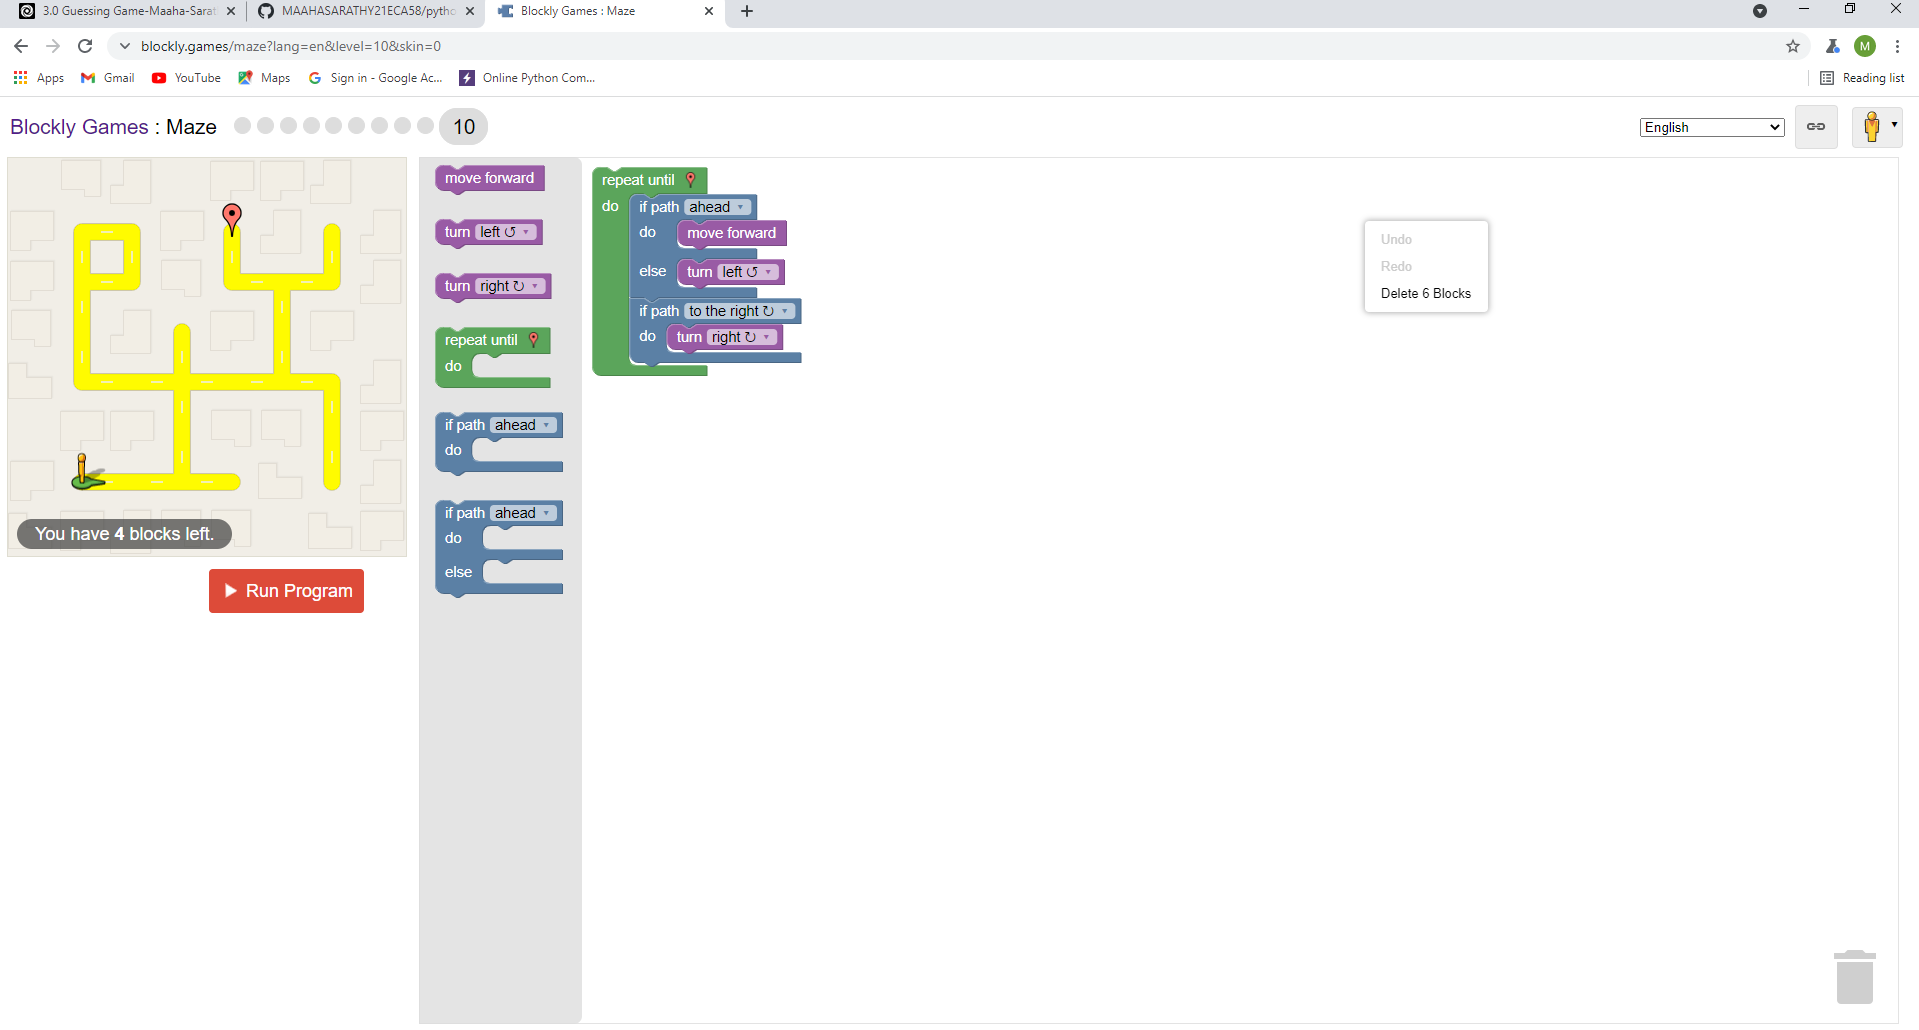 3.0 Guessing Game-Maaha-Sarat
MAAHASARATHY21ECA58/pytho
Blockly Games : Maze
blockly.games/maze?lang=en&level=10&skin=0
M
Apps
Gmail
YouTube
Maps
Sign in - Google Ac...
Online Python Com...
Reading list
Blockly Games : Maze
10
English
You have 4 blocks left.
Run Program
move forward
turn left ↺
turn right ↻
repeat until
do
if path ahead
do
if path ahead
do
else
repeat until
do
if path ahead
do move forward
else turn left ↺
if path to the right ↻
do turn right ↻
Undo
Redo
Delete 6 Blocks